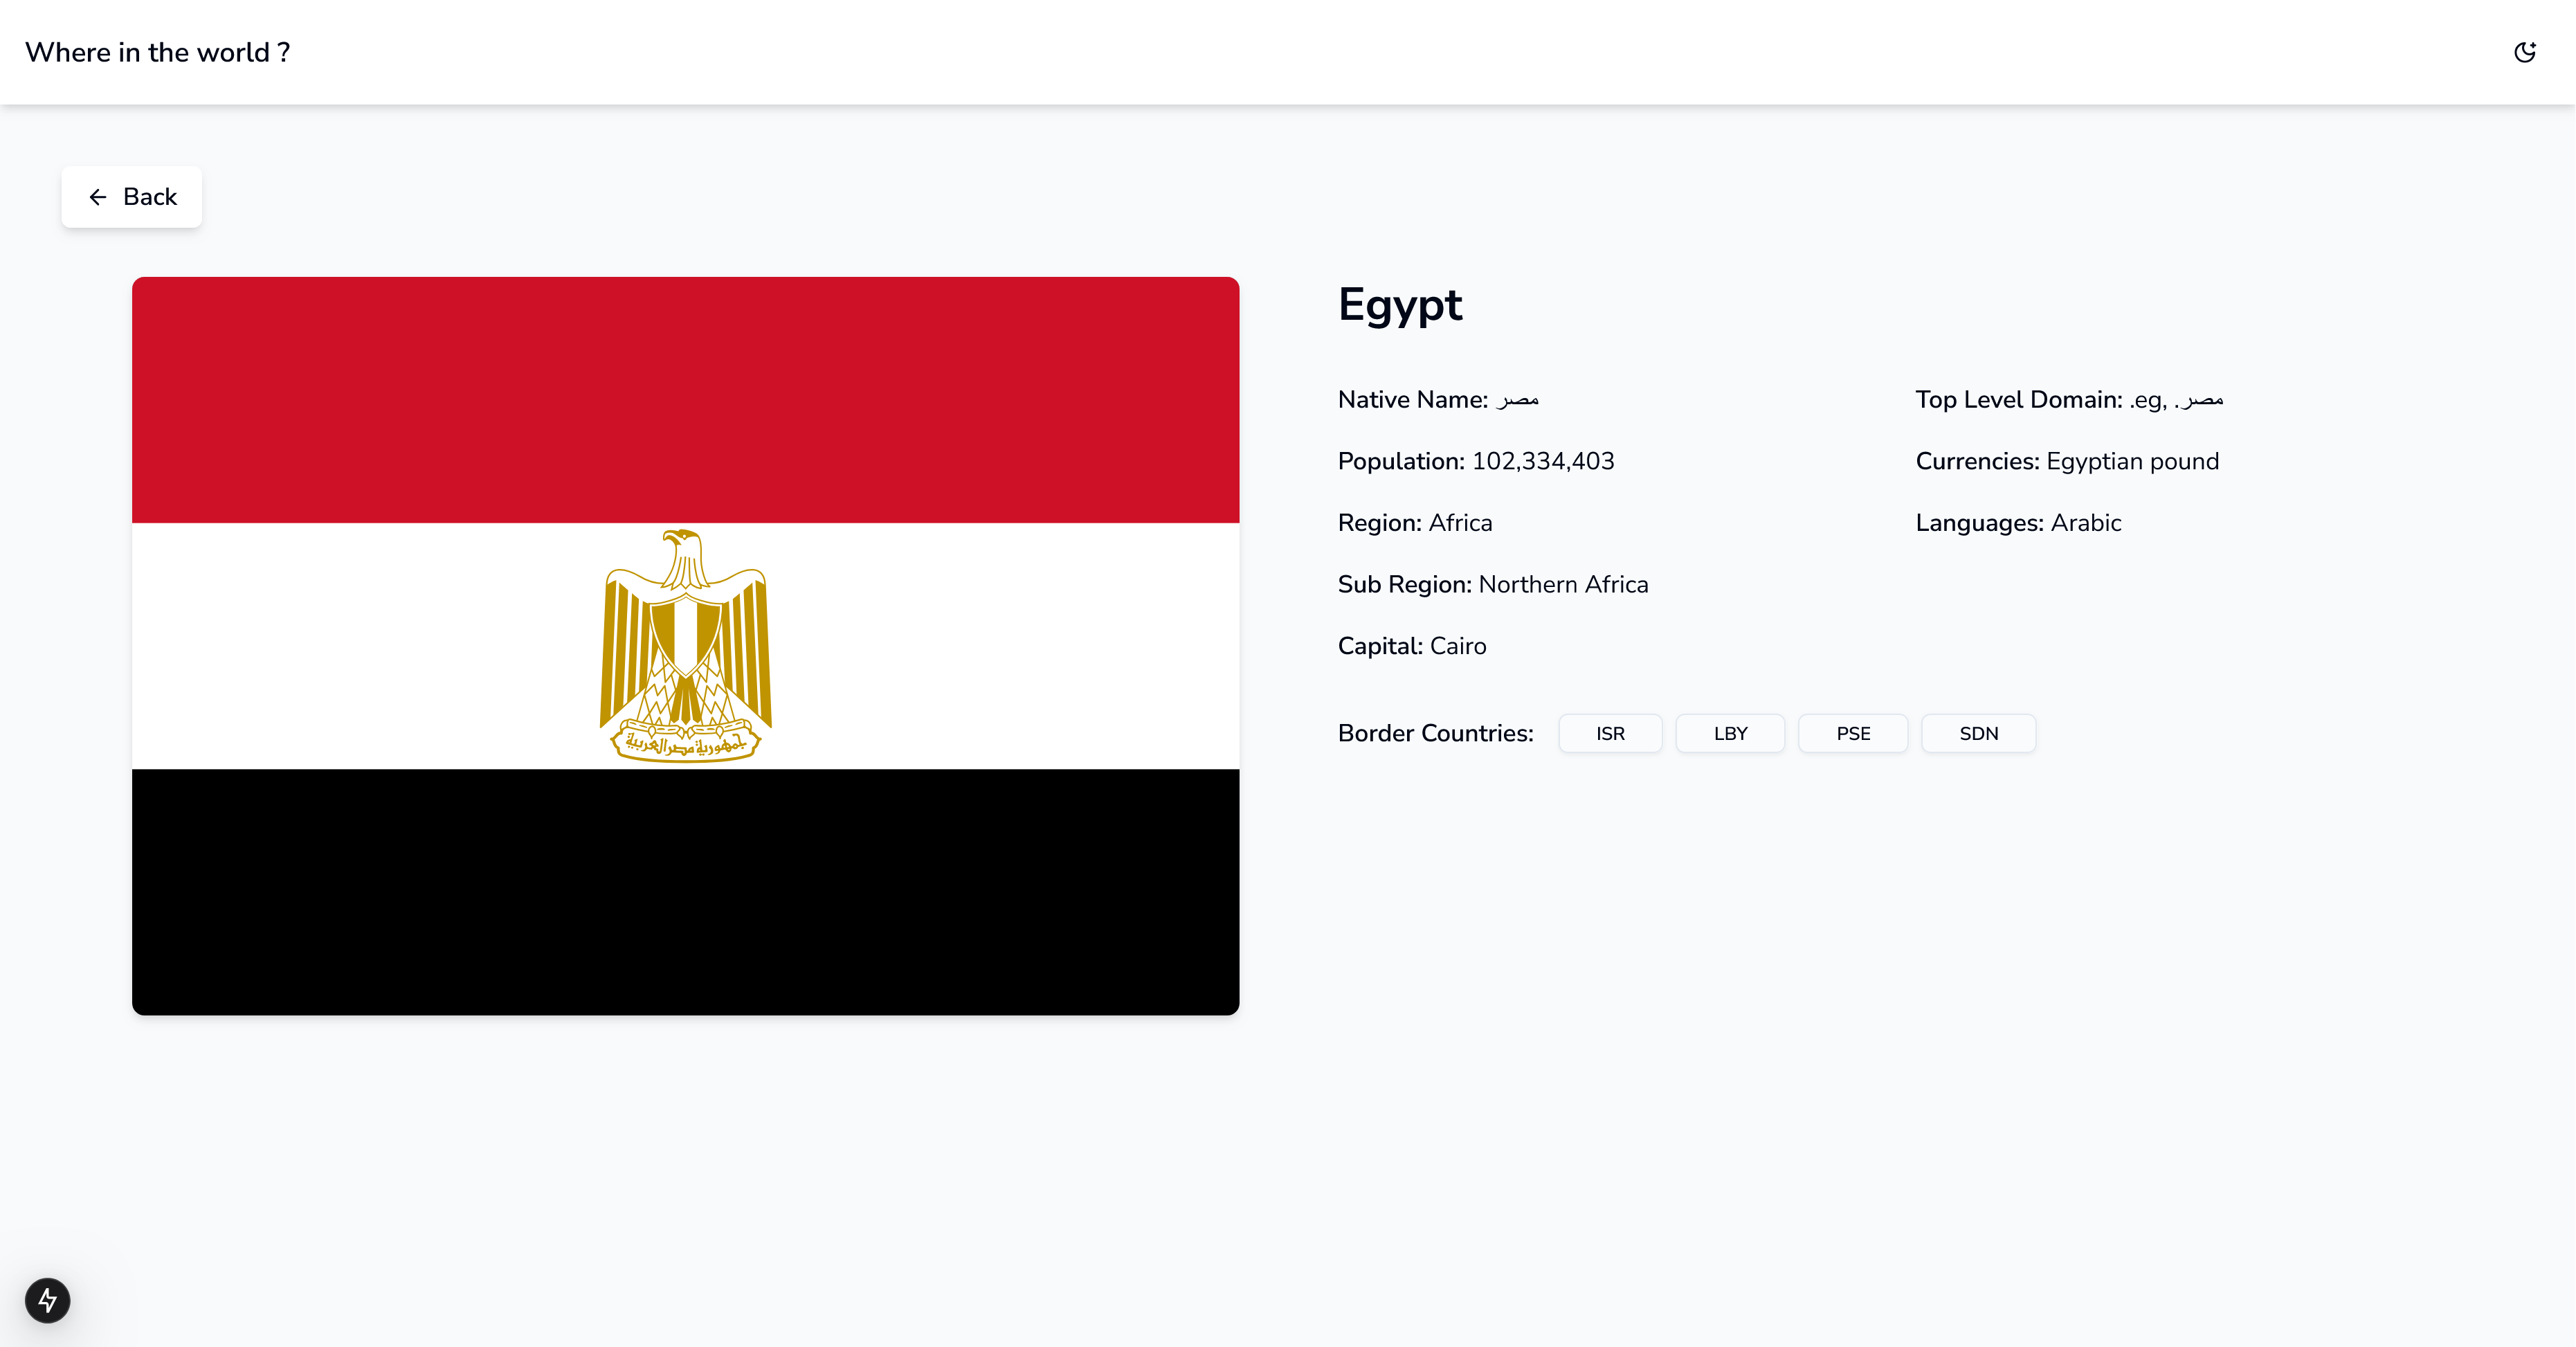 Where in the world ?
Back
جمهورية مصر العربية
Egypt
Native Name: مصر
Population: 102,334,403
Region: Africa
Sub Region: Northern Africa
Capital: Cairo
Top Level Domain: .eg, .مصر
Currencies: Egyptian pound
Languages: Arabic
Border Countries: ISR LBY PSE SDN